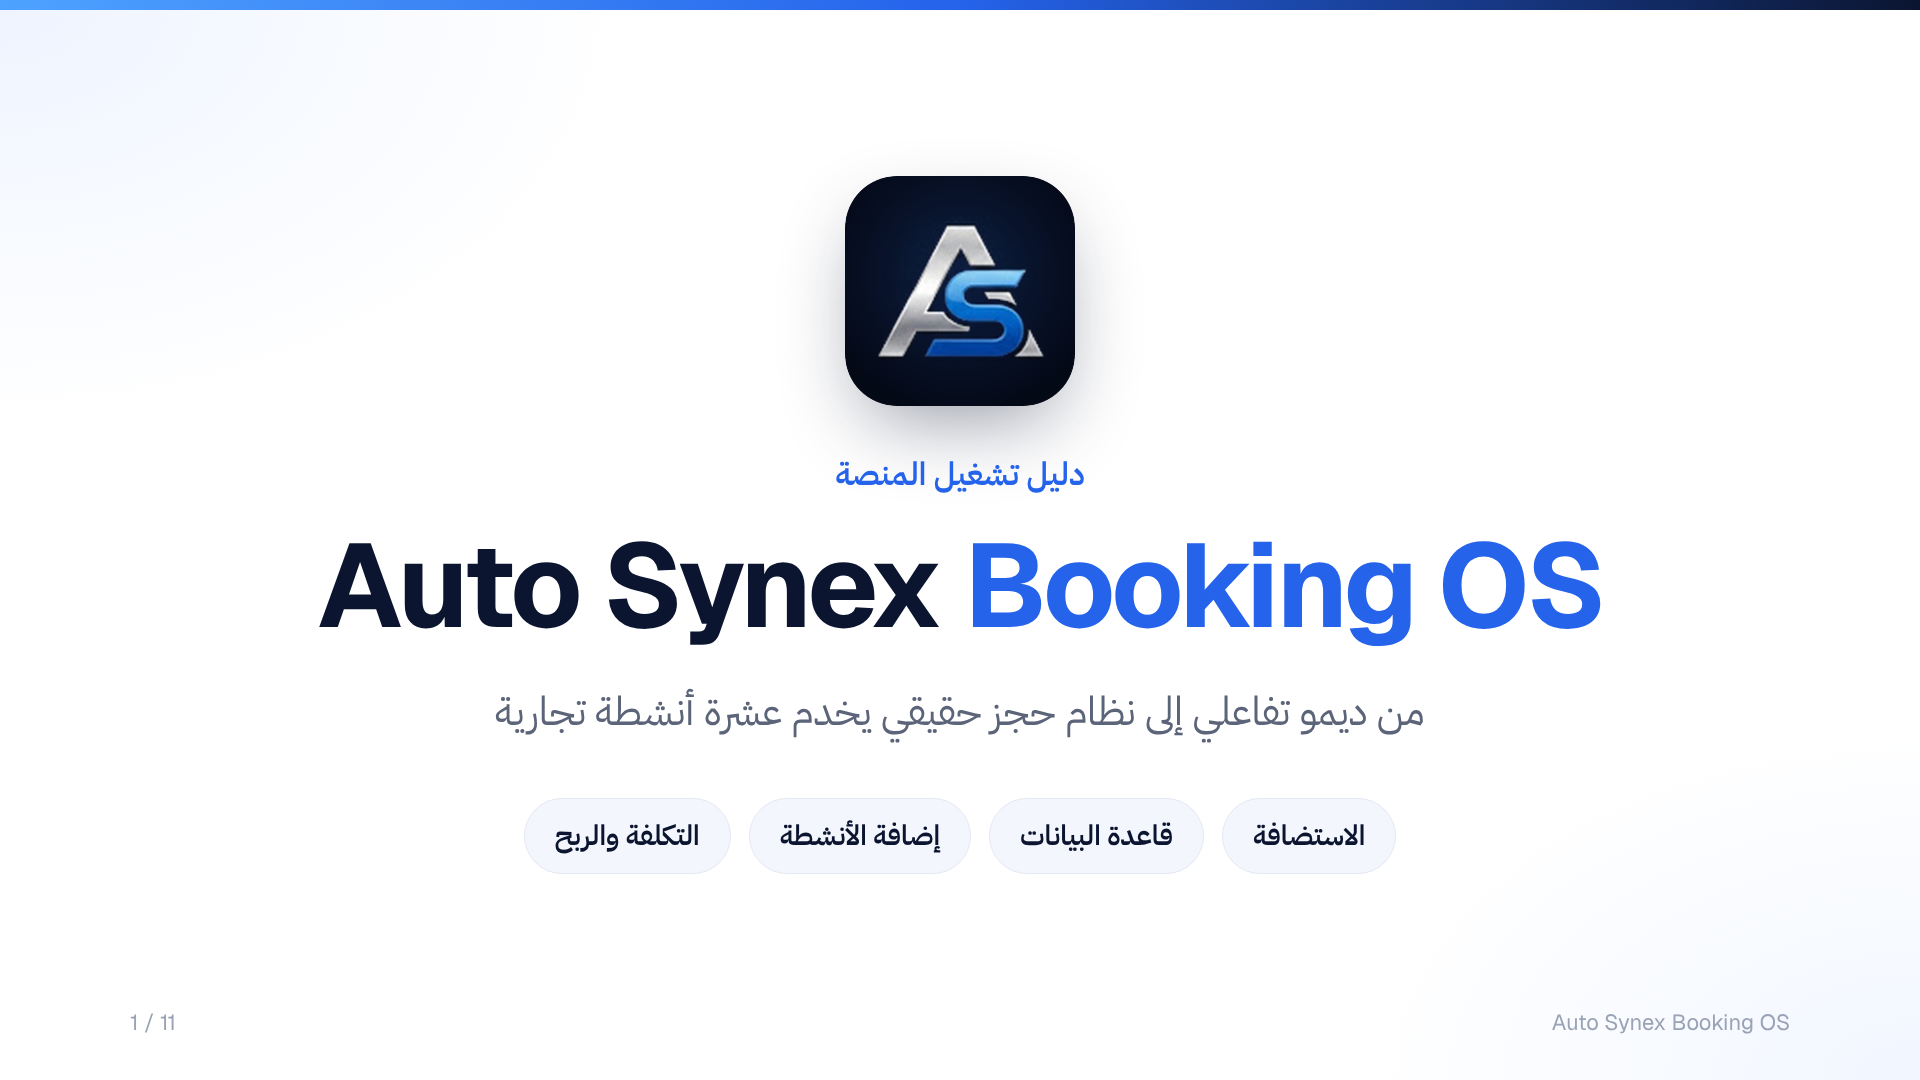 AS
دليل تشغيل المنصة
Auto Synex Booking OS
من ديمو تفاعلي إلى نظام حجز حقيقي يخدم عشرة أنشطة تجارية
الاستضافة
قاعدة البيانات
إضافة الأنشطة
التكلفة والربح
Auto Synex Booking OS
1 / 11